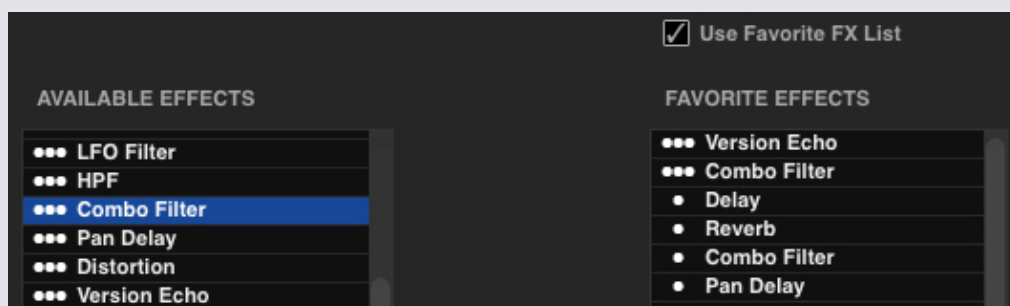 Use Favorite FX List
AVAILABLE EFFECTS
LFO Filter
HPF
Combo Filter
Pan Delay
Distortion
Version Echo
FAVORITE EFFECTS
Version Echo
Combo Filter
Delay
Reverb
Combo Filter
Pan Delay